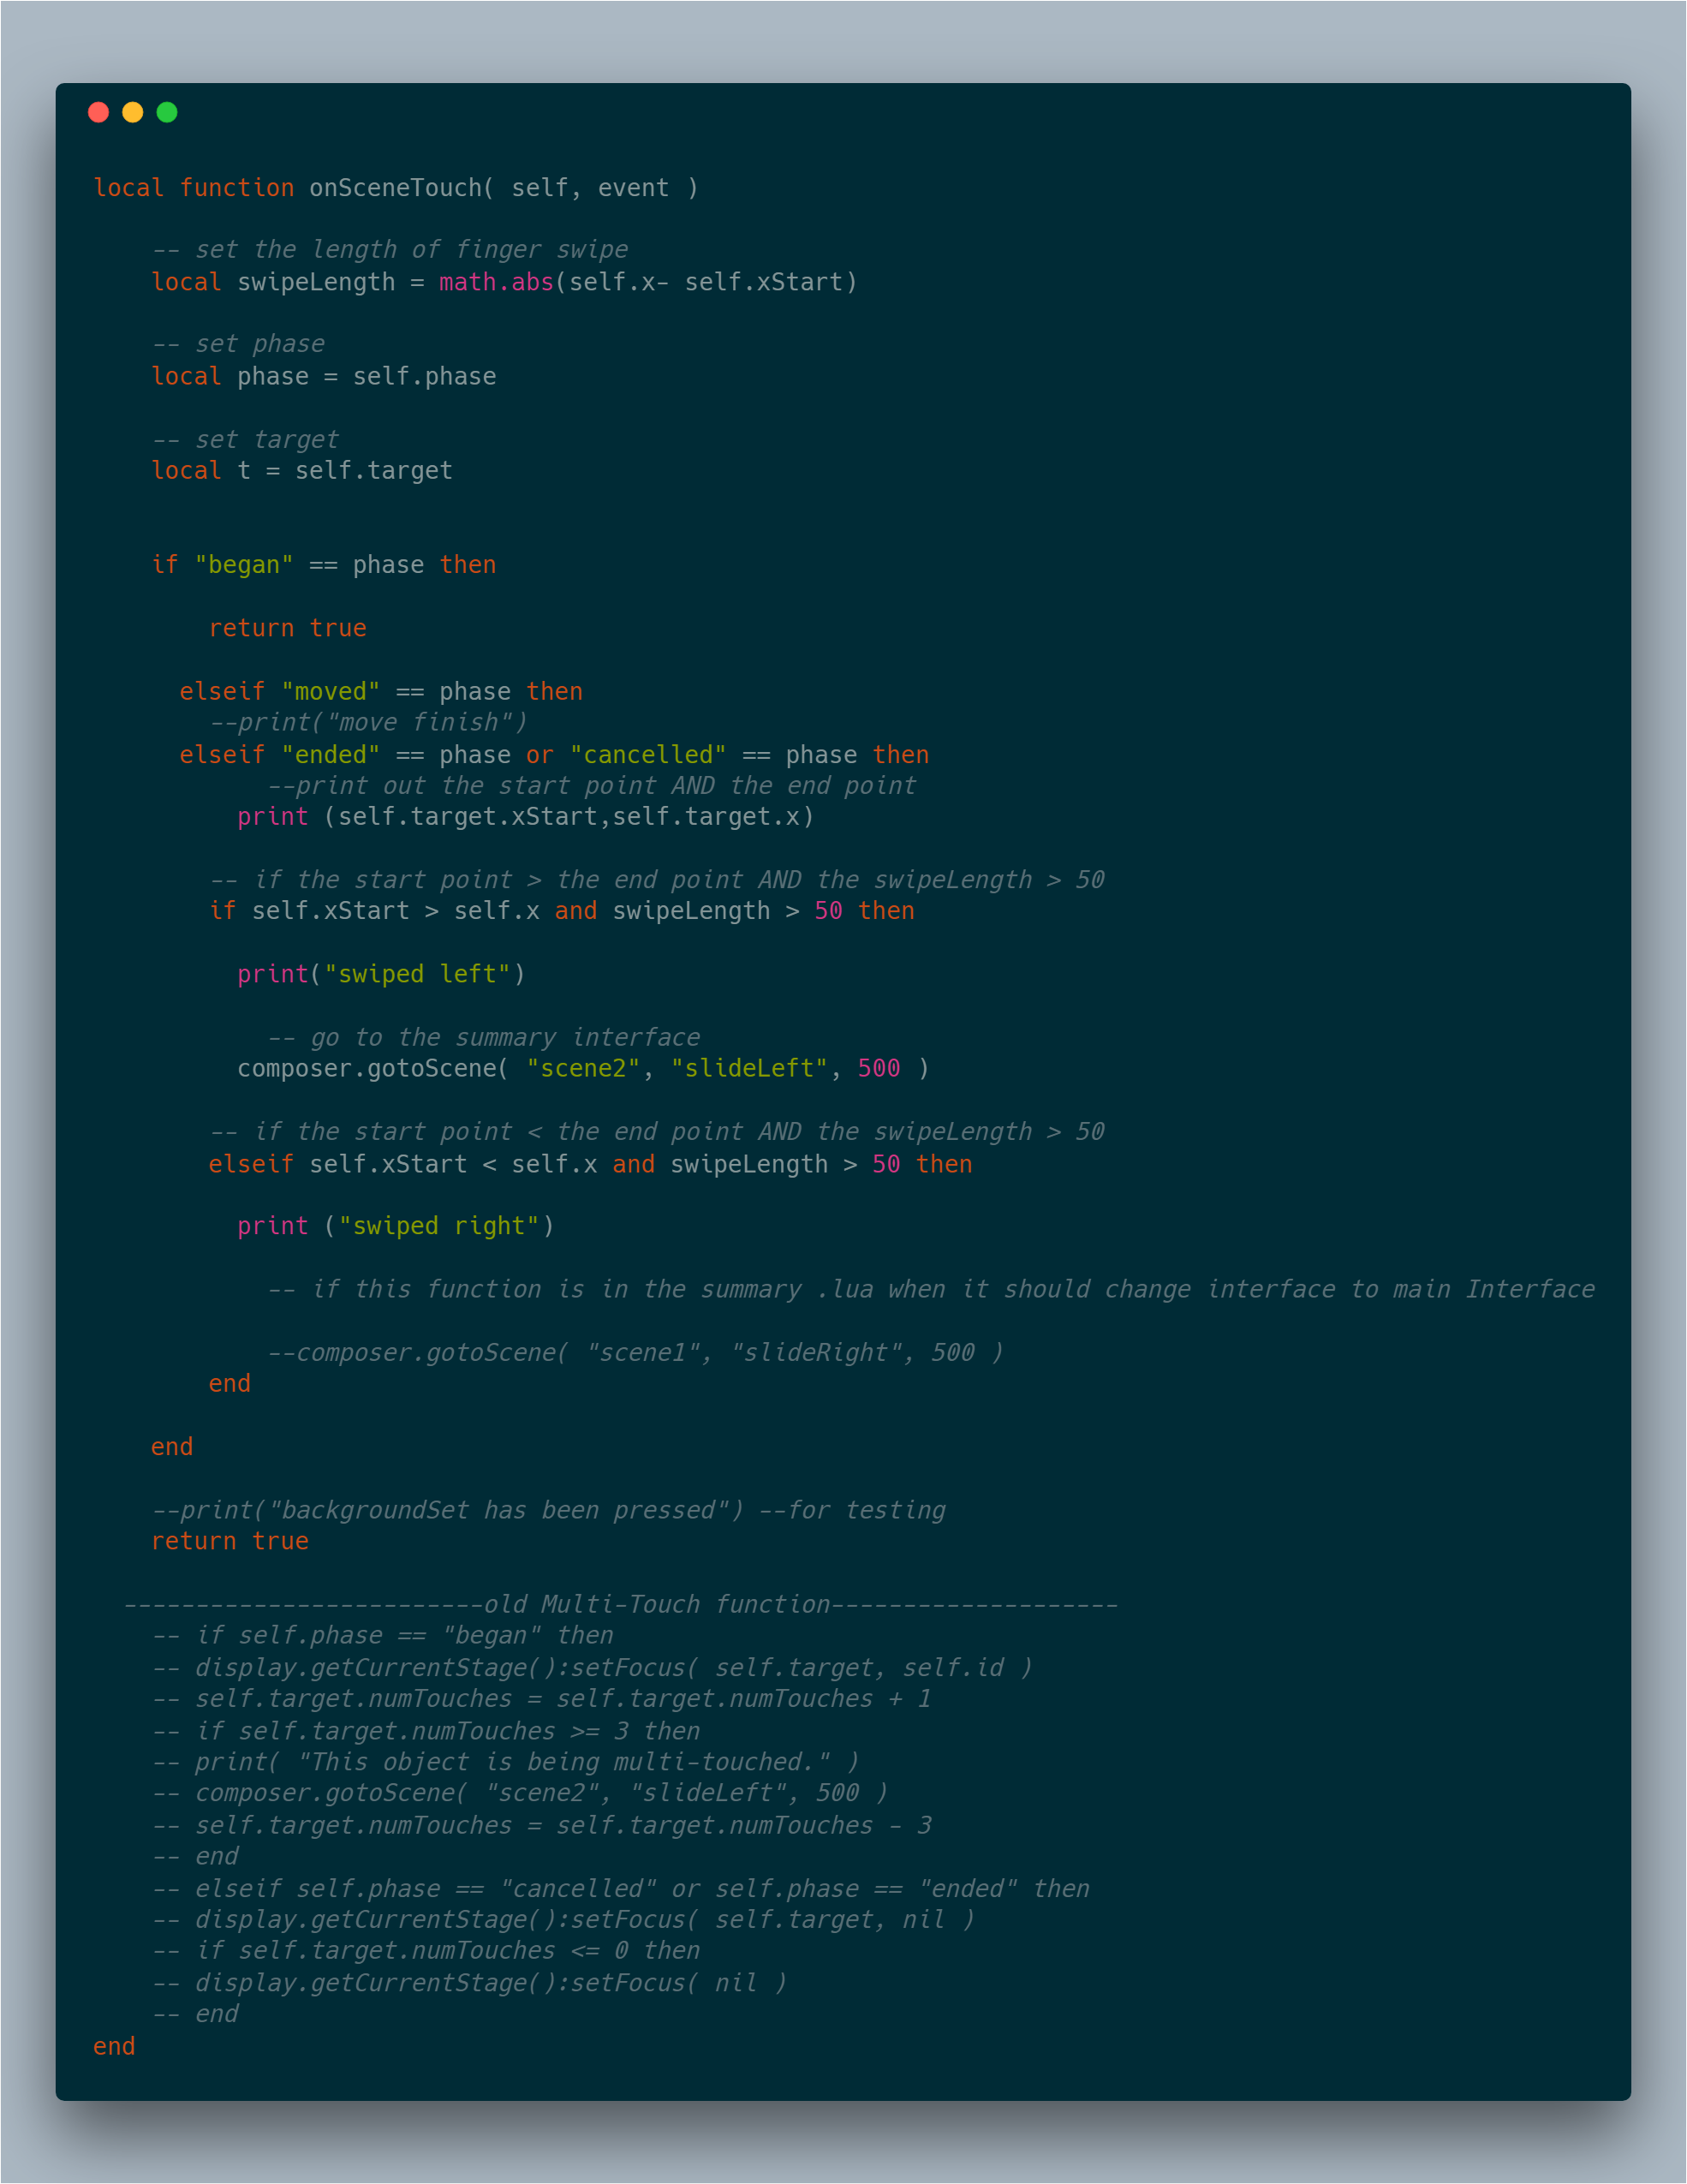 local function onSceneTouch( self, event )
-- set the length of finger swipe
local swipeLength = math.abs(self.x- self.xStart)
-- set phase
local phase = self.phase
-- set target
local t = self.target
if "began" == phase then
return true
elseif "moved" == phase then
--print("move finish")
elseif "ended" == phase or "cancelled" == phase then
--print out the start point AND the end point
print (self.target.xStart,self.target.x)
-- if the start point > the end point AND the swipeLength > 50
if self.xStart > self.x and swipeLength > 50 then
print("swiped left")
-- go to the summary interface
composer.gotoScene( "scene2", "slideLeft", 500 )
-- if the start point < the end point AND the swipeLength > 50
elseif self.xStart < self.x and swipeLength > 50 then
print ("swiped right")
-- if this function is in the summary .lua when it should change interface to main Interface
--composer.gotoScene( "scene1", "slideRight", 500 )
end
end
--print("backgroundSet has been pressed") --for testing
return true
-------------------------old Multi-Touch function--------------------
-- if self.phase == "began" then
-- display.getCurrentStage():setFocus( self.target, self.id )
-- self.target.numTouches = self.target.numTouches + 1
-- if self.target.numTouches >= 3 then
-- print( "This object is being multi-touched." )
-- composer.gotoScene( "scene2", "slideLeft", 500 )
-- self.target.numTouches = self.target.numTouches - 3
-- end
-- elseif self.phase == "cancelled" or self.phase == "ended" then
-- display.getCurrentStage():setFocus( self.target, nil )
-- if self.target.numTouches <= 0 then
-- display.getCurrentStage():setFocus( nil )
-- end
end